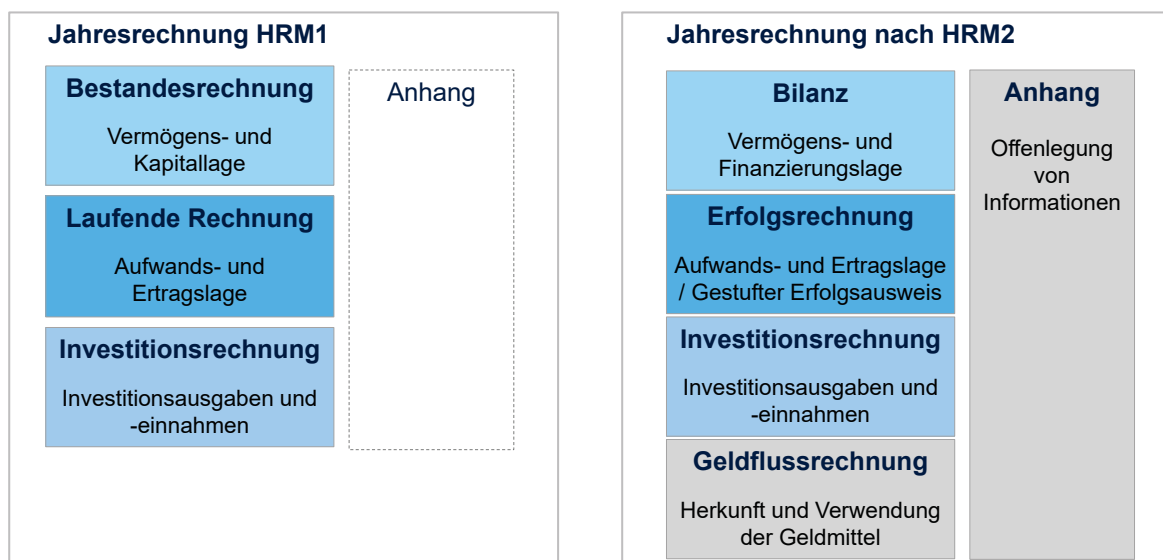 Jahresrechnung HRM1
Bestandesrechnung
Vermögens- und
Kapitallage
Laufende Rechnung
Aufwands- und
Ertragslage
Investitionsrechnung
Investitionsausgaben und
-einnahmen
Anhang
Jahresrechnung nach HRM2
Bilanz
Vermögens- und
Finanzierungslage
Erfolgsrechnung
Aufwands- und Ertragslage
/ Gestufter Erfolgsausweis
Investitionsrechnung
Investitionsausgaben und
-einnahmen
Geldflussrechnung
Herkunft und Verwendung
der Geldmittel
Anhang
Offenlegung
von
Informationen